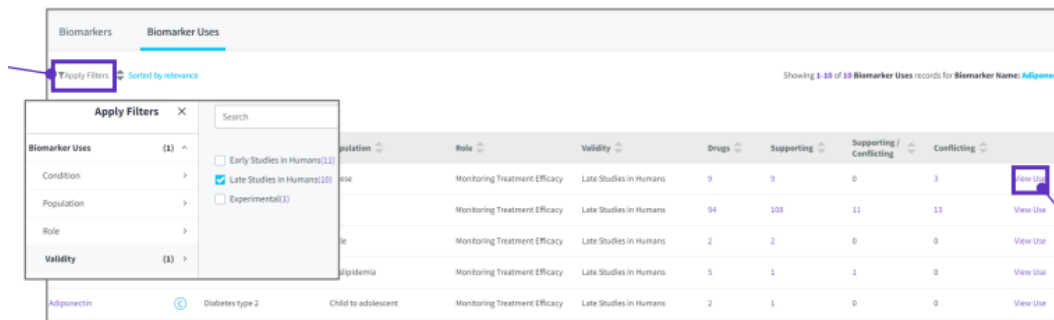 Biomarkers Biomarker Uses
Apply Filters Sorted by relevance Showing 1-10 of 10 Biomarker Uses records for Biomarker Name:
Apply Filters ×
Search
Biomarker Uses (1)
Condition
Population
Role
Validity (1)
Early Studies in Humans(11)
Late Studies in Humans(10)
Experimental(1)
Role Validity Drugs Supporting Supporting / Conflicting Conflicting
Monitoring Treatment Efficacy Late Studies in Humans 9 9 0 3 View Use
Monitoring Treatment Efficacy Late Studies in Humans 94 108 11 13 View Use
Monitoring Treatment Efficacy Late Studies in Humans 2 2 0 0 View Use
Monitoring Treatment Efficacy Late Studies in Humans 5 1 1 0 View Use
Adiponectin C Diabetes type 2 Child to adolescent Monitoring Treatment Efficacy Late Studies in Humans 2 1 0 0 View Use